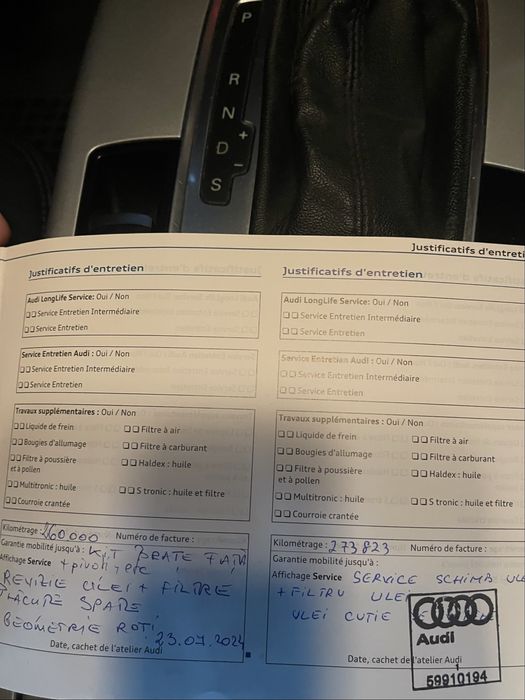 P
R
N
D + -
S
Justificatifs d'entreti
Justificatifs d'entretien
Audi LongLife Service: Oui / Non
Service Entretien Intermédiaire
Service Entretien
Service Entretien Audi : Oui / Non
Service Entretien Intermédiaire
Service Entretien
Travaux supplémentaires : Oui / Non
Liquide de frein
Filtre à air
Bougies d'allumage
Filtre à carburant
Filtre à poussière
et à pollen
Haldex : huile
Multitronic : huile
S tronic : huile et filtre
Courroie crantée
Kilométrage : 260000 Numéro de facture :
Garantie mobilité jusqu'à : KIT BRATE FATA
Affichage Service + pivoți
REVIZIE ULEI + FILTRE
PLĂCUȚE SPATE
GEOMETRIE ROȚI
23.07.2024
Date, cachet de l'atelier Audi
Justificatifs d'entretien
Audi LongLife Service: Oui / Non
Service Entretien Intermédiaire
Service Entretien
Service Entretien Audi : Oui / Non
Service Entretien Intermédiaire
Service Entretien
Travaux supplémentaires : Oui / Non
Liquide de frein
Filtre à air
Bougies d'allumage
Filtre à carburant
Filtre à poussière
et à pollen
Haldex : huile
Multitronic : huile
S tronic : huile et filtre
Courroie crantée
Kilométrage : 273823 Numéro de facture :
Garantie mobilité jusqu'à :
Affichage Service SERVICE SCHIMB ULE
+ FILTRU ULEI
ULEI CUTIE
Audi
Date, cachet de l'atelier Audi
59910194